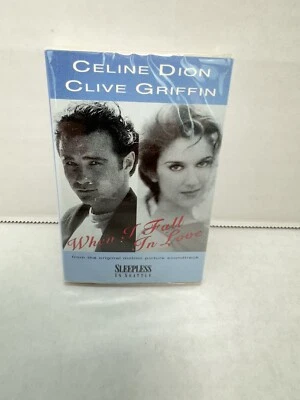 CELINE DION
CLIVE GRIFFIN
When I Fall
In Love
from the original motion picture soundtrack
SLEEPLESS
IN SEATTLE